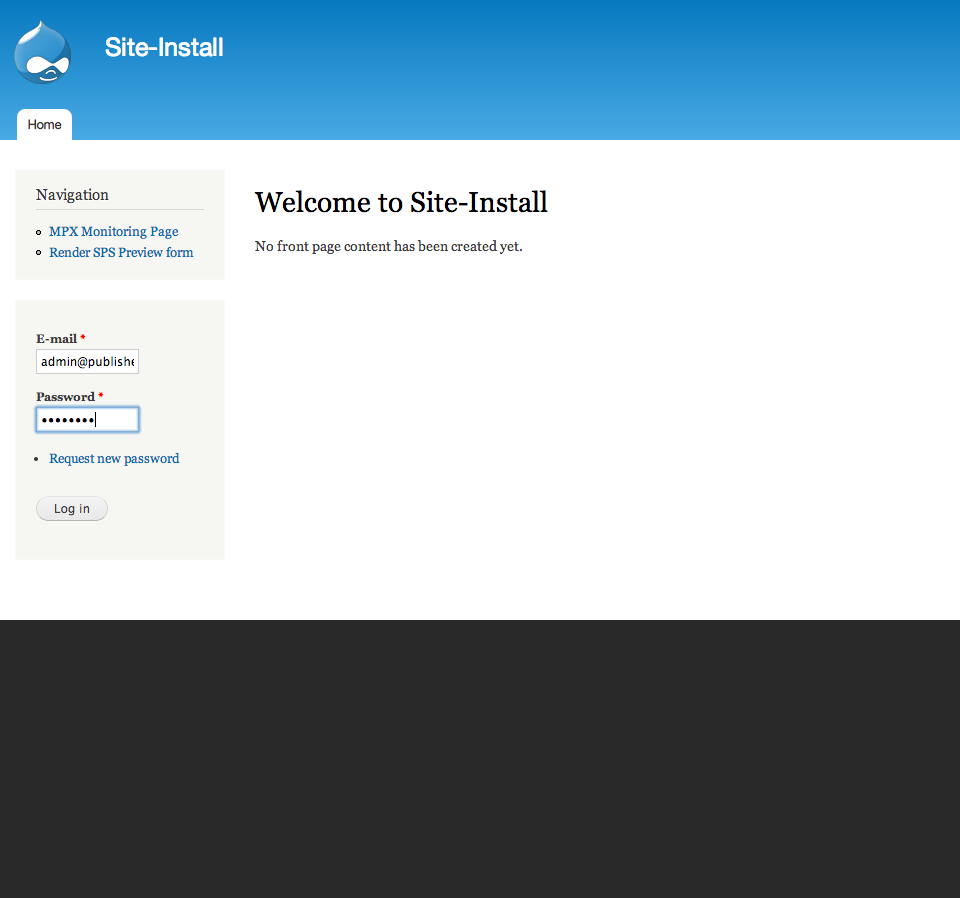 Site-Install
Home
Navigation
MPX Monitoring Page
Render SPS Preview form
Welcome to Site-Install
No front page content has been created yet.
E-mail *
admin@publishe
Password *
••••••••
Request new password
Log in